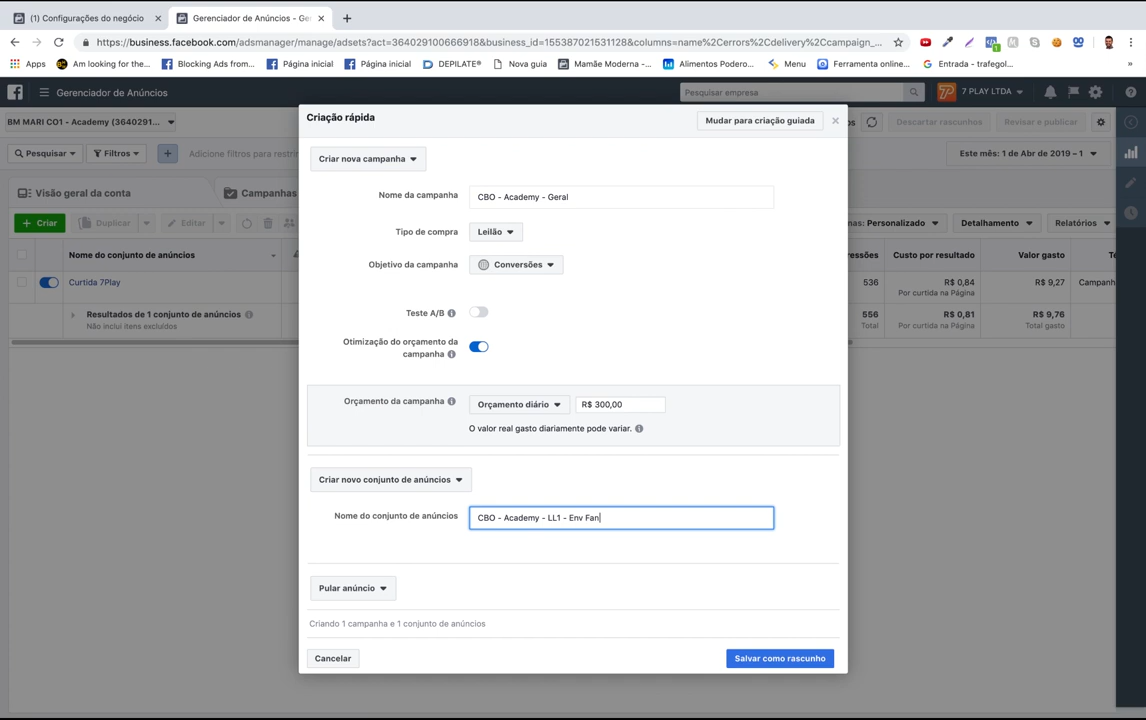 (1) Configurações do negócio
Gerenciador de Anúncios - Ge
https://business.facebook.com/adsmanager/manage/adsets?act=364029100666918&business_id=155387021531128&columns=name%2Cerrors%2Cdelivery%2Ccampaign_...
Apps
Am looking for the...
Blocking Ads from...
Página inicial
Página inicial
DEPILATE®
Nova guia
Mamãe Moderna -...
Alimentos Podero...
Menu
Ferramenta online...
Entrada - trafegol...
Gerenciador de Anúncios
Pesquisar empresa
7 PLAY LTDA
BM MARI CO1 - Academy (3640291...
Descartar rascunhos
Revisar e publicar
Pesquisar
Filtros
Adicione filtros para restrin
Este mês: 1 de Abr de 2019 – 1
Visão geral da conta
Campanhas
+ Criar
Duplicar
Editar
nas: Personalizado
Detalhamento
Relatórios
Nome do conjunto de anúncios
essões
Custo por resultado
Valor gasto
Curtida 7Play
536
R$ 0,84
Por curtida na Página
R$ 9,27
Campanh
Resultados de 1 conjunto de anúncios
Não inclui itens excluídos
556
Total
R$ 0,81
Por curtida na Página
R$ 9,76
Total gasto
Criação rápida
Mudar para criação guiada
Criar nova campanha
Nome da campanha
CBO - Academy - Geral
Tipo de compra
Leilão
Objetivo da campanha
Conversões
Teste A/B
Otimização do orçamento da
campanha
Orçamento da campanha
Orçamento diário
R$ 300,00
O valor real gasto diariamente pode variar.
Criar novo conjunto de anúncios
Nome do conjunto de anúncios
CBO - Academy - LL1 - Env Fan
Pular anúncio
Criando 1 campanha e 1 conjunto de anúncios
Cancelar
Salvar como rascunho